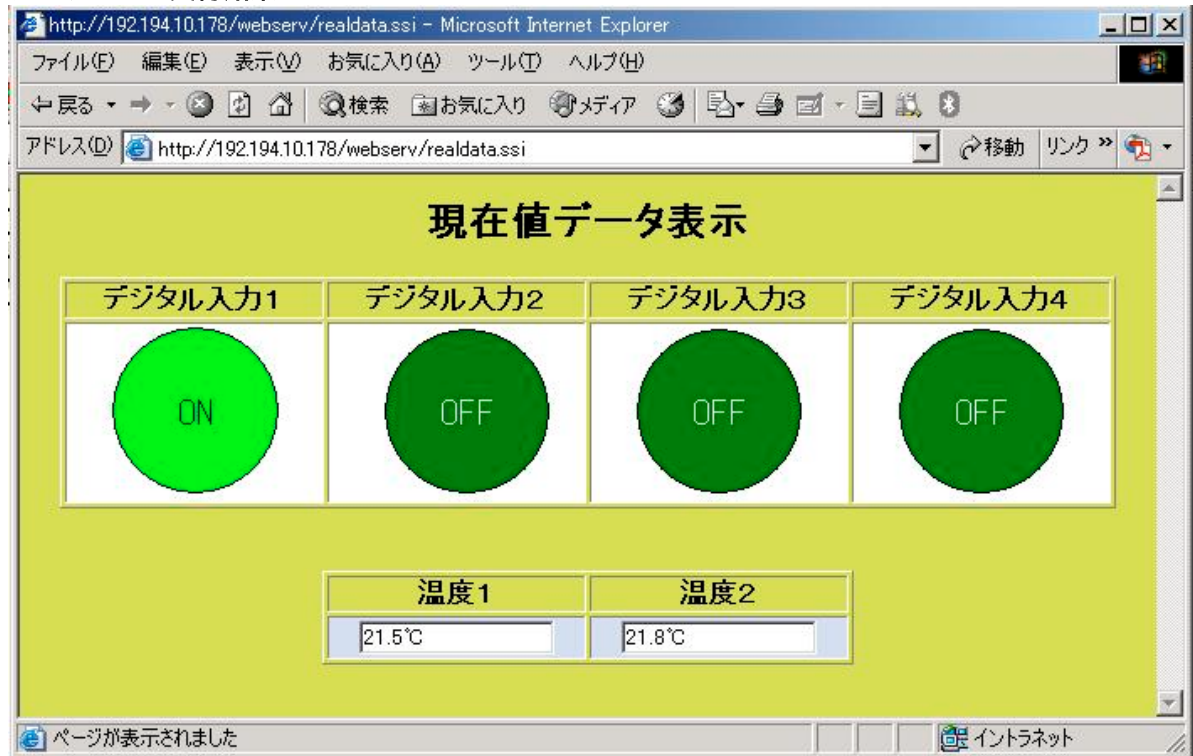 http://192.194.10.178/webserv/realdata.ssi - Microsoft Internet Explorer
ファイル(F) 編集(E) 表示(V) お気に入り(A) ツール(T) ヘルプ(H)
戻る 検索 お気に入り メディア
アドレス(D) http://192.194.10.178/webserv/realdata.ssi 移動 リンク »
現在値データ表示
デジタル入力1 デジタル入力2 デジタル入力3 デジタル入力4
ON OFF OFF OFF
温度1 温度2
21.5℃ 21.8℃
ページが表示されました イントラネット